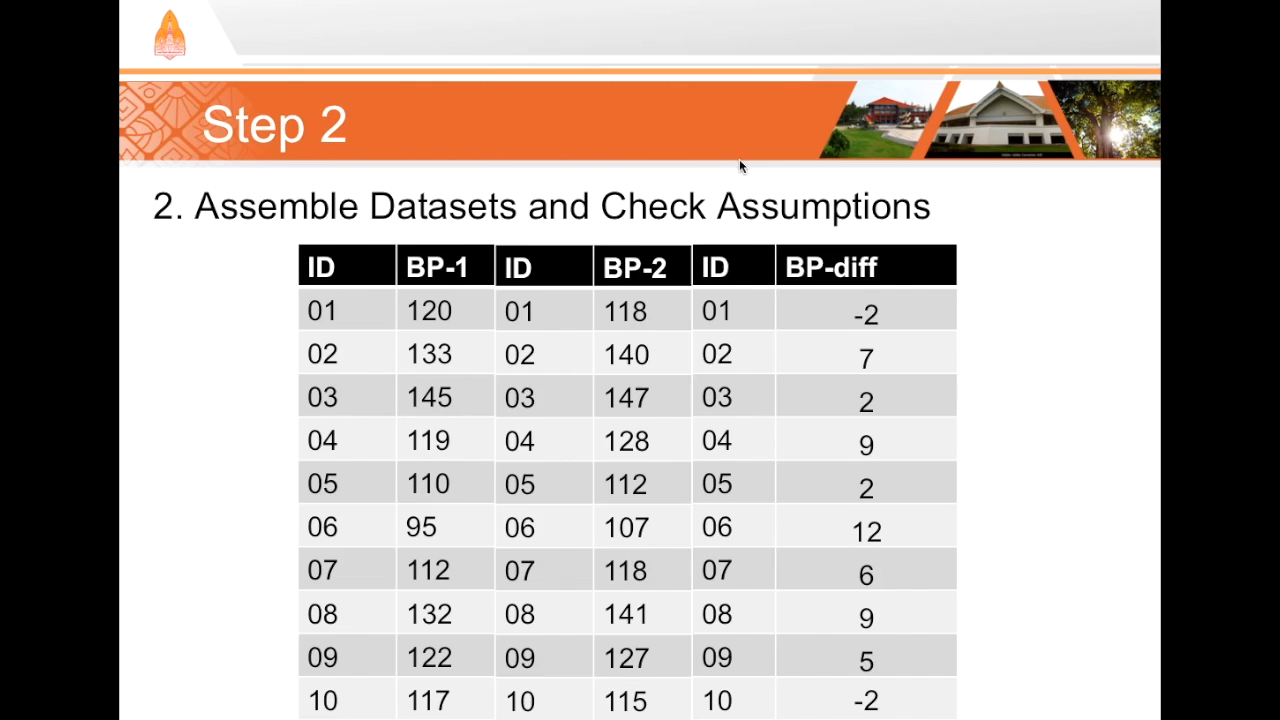 Step 2
2. Assemble Datasets and Check Assumptions
ID BP-1 ID BP-2 ID BP-diff
01 120 01 118 01 -2
02 133 02 140 02 7
03 145 03 147 03 2
04 119 04 128 04 9
05 110 05 112 05 2
06 95 06 107 06 12
07 112 07 118 07 6
08 132 08 141 08 9
09 122 09 127 09 5
10 117 10 115 10 -2